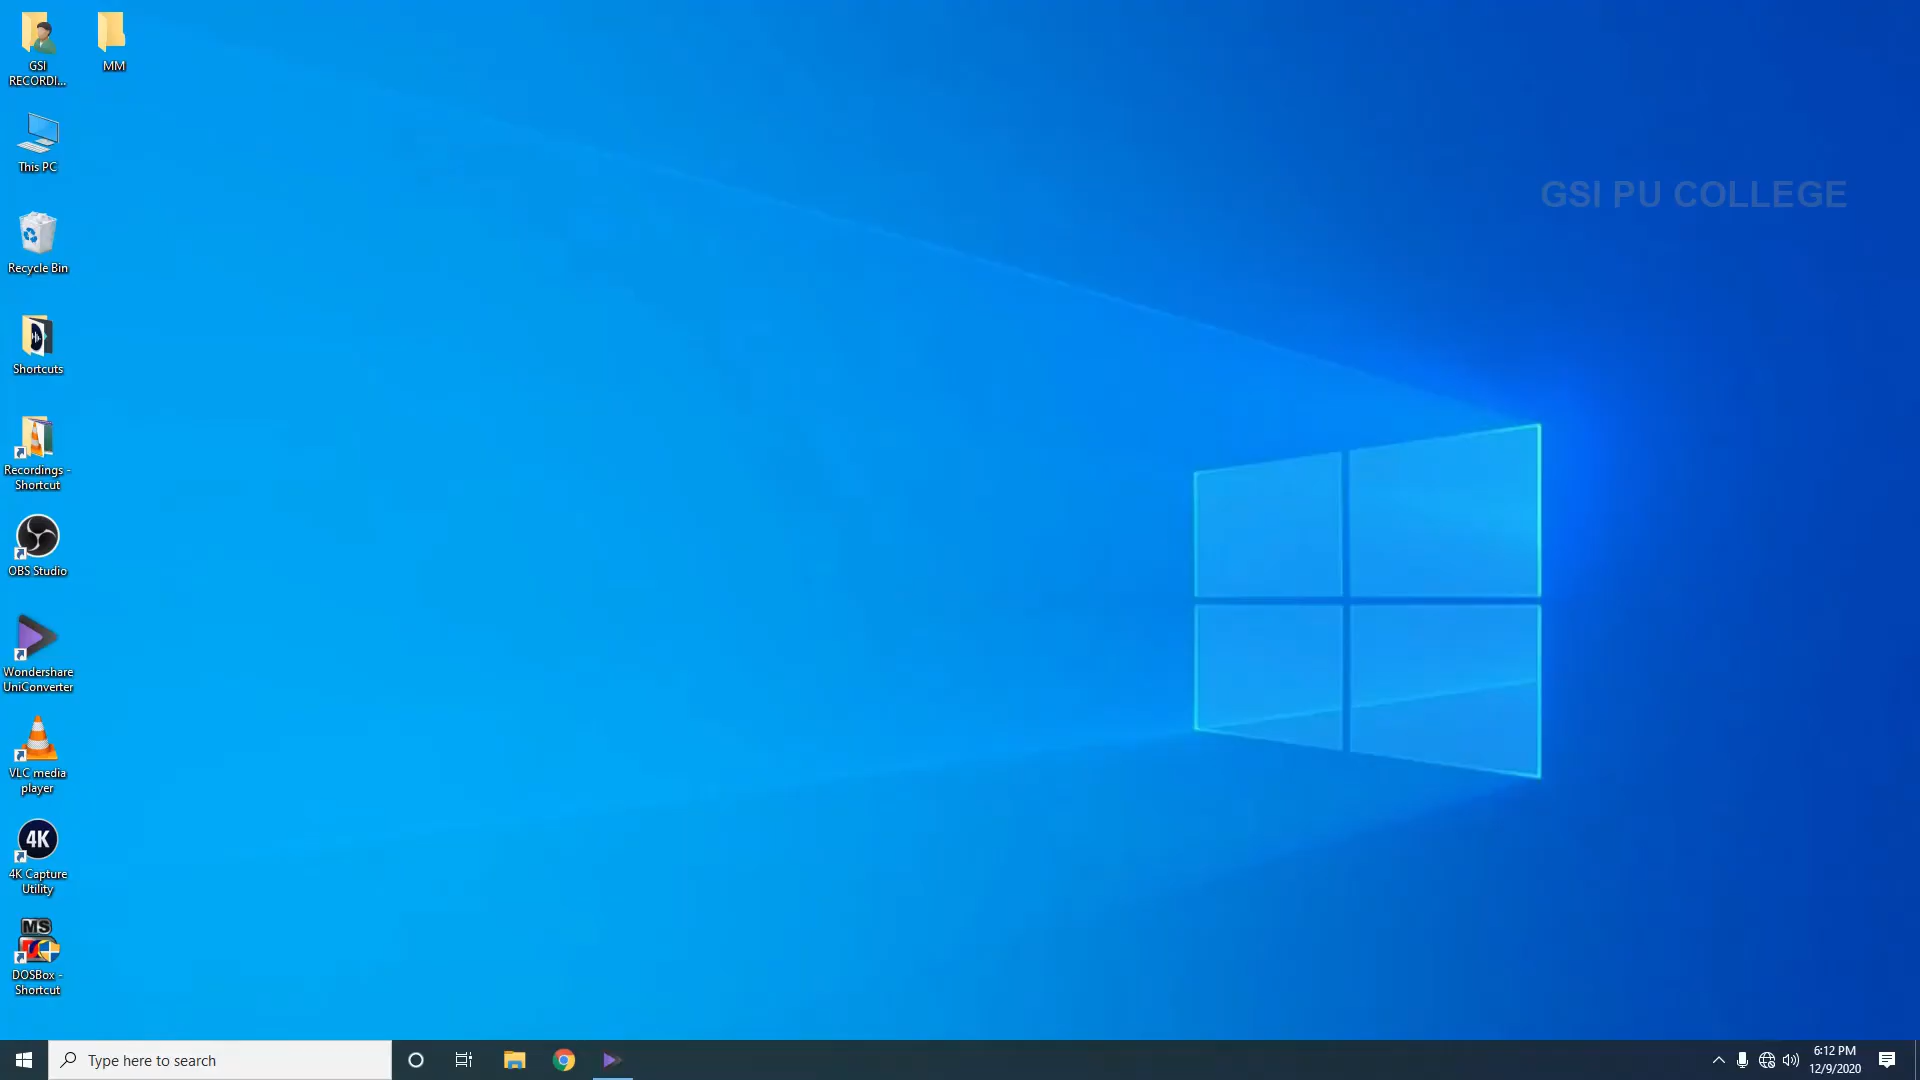 GSI
RECORDI...
MM
This PC
GSI PU COLLEGE
Recycle Bin
Shortcuts
Recordings -
Shortcut
OBS Studio
Wondershare
UniConverter
VLC media
player
4K
4K Capture
Utility
MS
DOSBox -
Shortcut
Type here to search
6:12 PM
12/9/2020